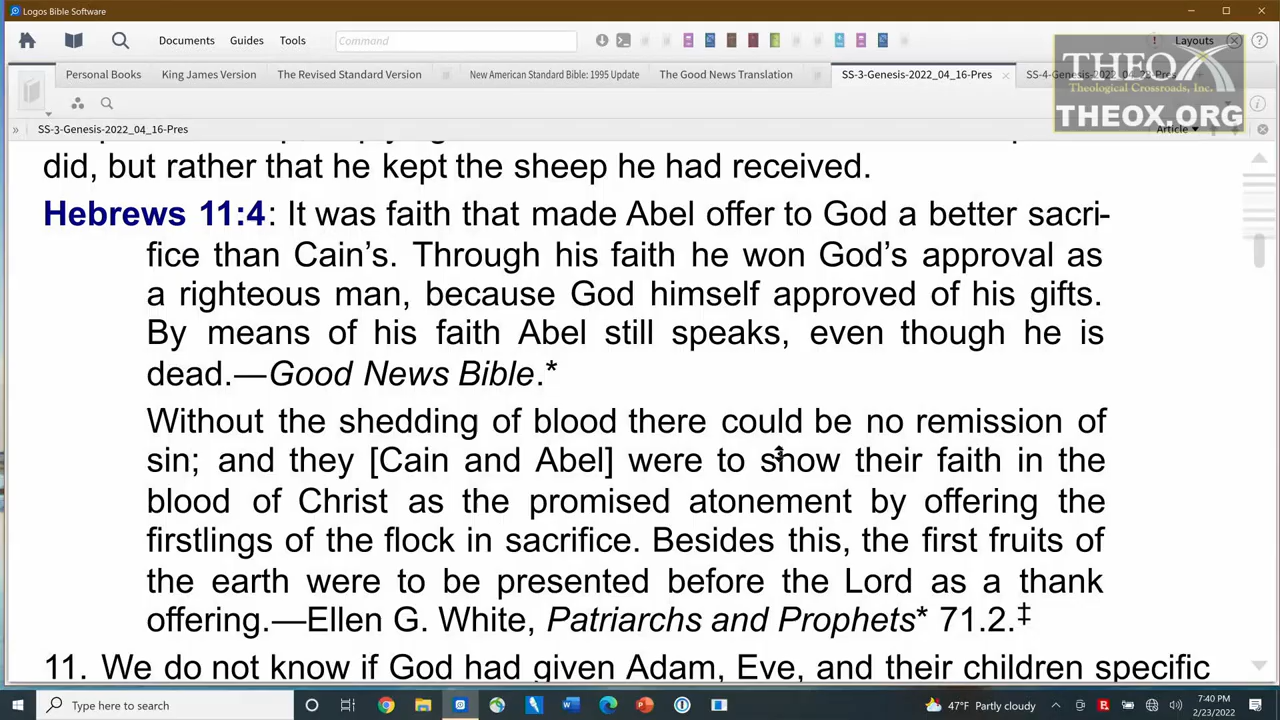 Logos Bible Software
Documents Guides Tools Command Layouts
THEOX
Theological Crossroads, Inc.
THEOX.ORG
Personal Books King James Version The Revised Standard Version New American Standard Bible: 1995 Update The Good News Translation SS-3-Genesis-2022_04_16-Pres SS-4-Genesis-2022_04_23-Pres
SS-3-Genesis-2022_04_16-Pres Article
did, but rather that he kept the sheep he had received.
Hebrews 11:4: It was faith that made Abel offer to God a better sacri-
fice than Cain’s. Through his faith he won God’s approval as
a righteous man, because God himself approved of his gifts.
By means of his faith Abel still speaks, even though he is
dead.—Good News Bible.*
Without the shedding of blood there could be no remission of
sin; and they [Cain and Abel] were to show their faith in the
blood of Christ as the promised atonement by offering the
firstlings of the flock in sacrifice. Besides this, the first fruits of
the earth were to be presented before the Lord as a thank
offering.—Ellen G. White, Patriarchs and Prophets* 71.2.‡
11. We do not know if God had given Adam, Eve, and their children specific
Type here to search 47°F Partly cloudy 7:40 PM
2/23/2022